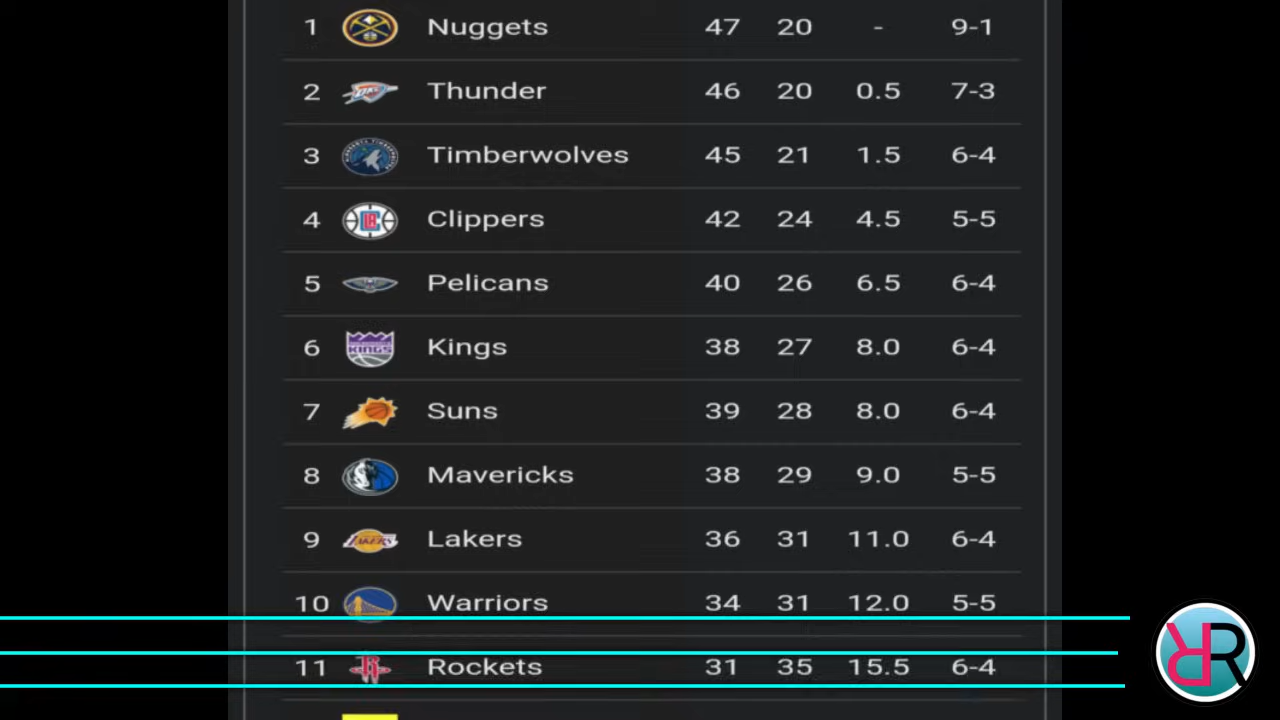 1 Nuggets 47 20 - 9-1
2 Thunder 46 20 0.5 7-3
3 Timberwolves 45 21 1.5 6-4
4 Clippers 42 24 4.5 5-5
5 Pelicans 40 26 6.5 6-4
6 KINGS Kings 38 27 8.0 6-4
7 Suns 39 28 8.0 6-4
8 Mavericks 38 29 9.0 5-5
9 LAKERS Lakers 36 31 11.0 6-4
10 Warriors 34 31 12.0 5-5
11 R Rockets 31 35 15.5 6-4